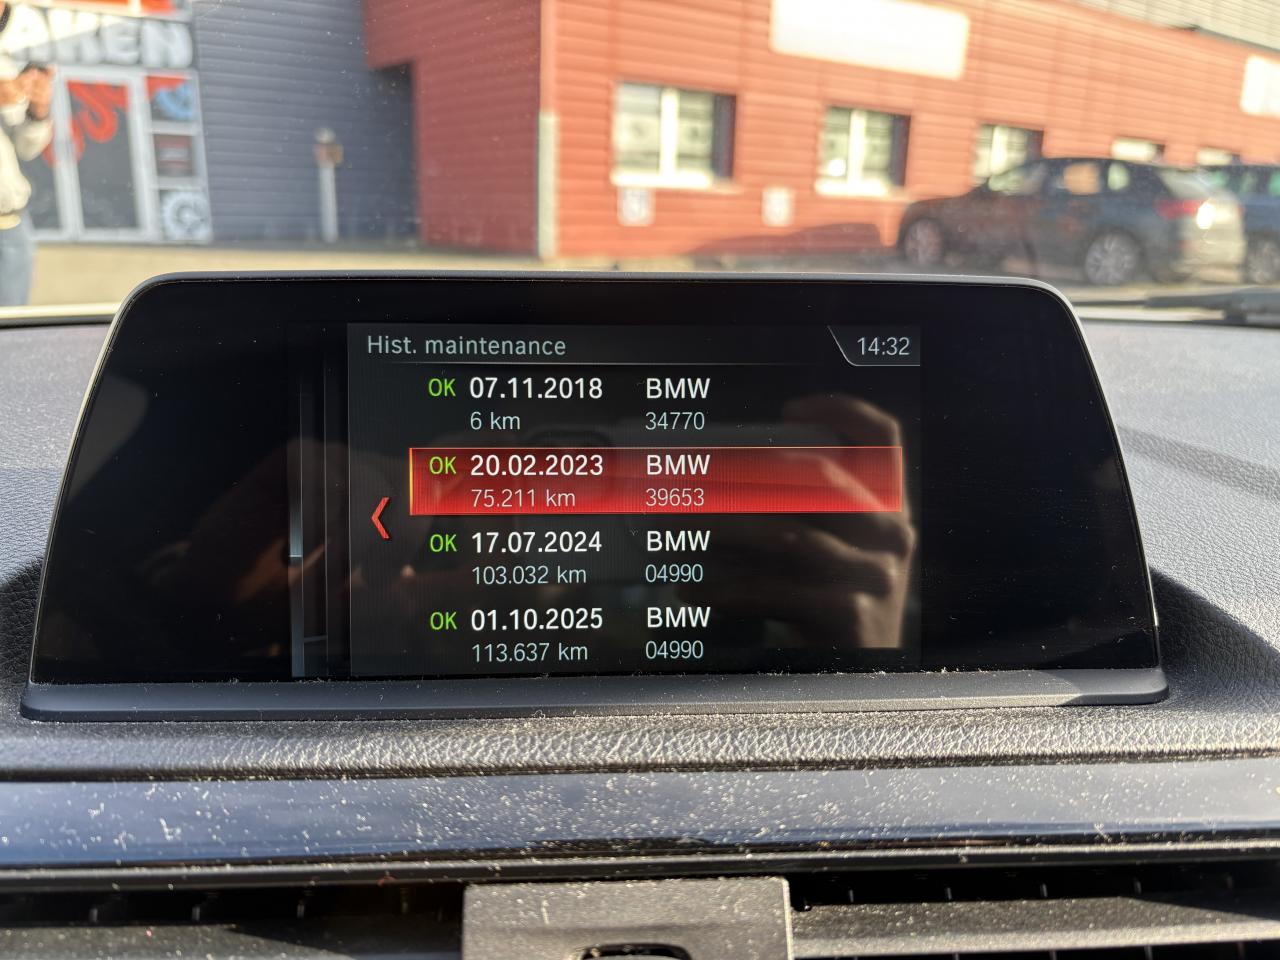 AKEN
Hist. maintenance 14:32
OK 07.11.2018 BMW
6 km 34770
OK 20.02.2023 BMW
75.211 km 39653
OK 17.07.2024 BMW
103.032 km 04990
OK 01.10.2025 BMW
113.637 km 04990